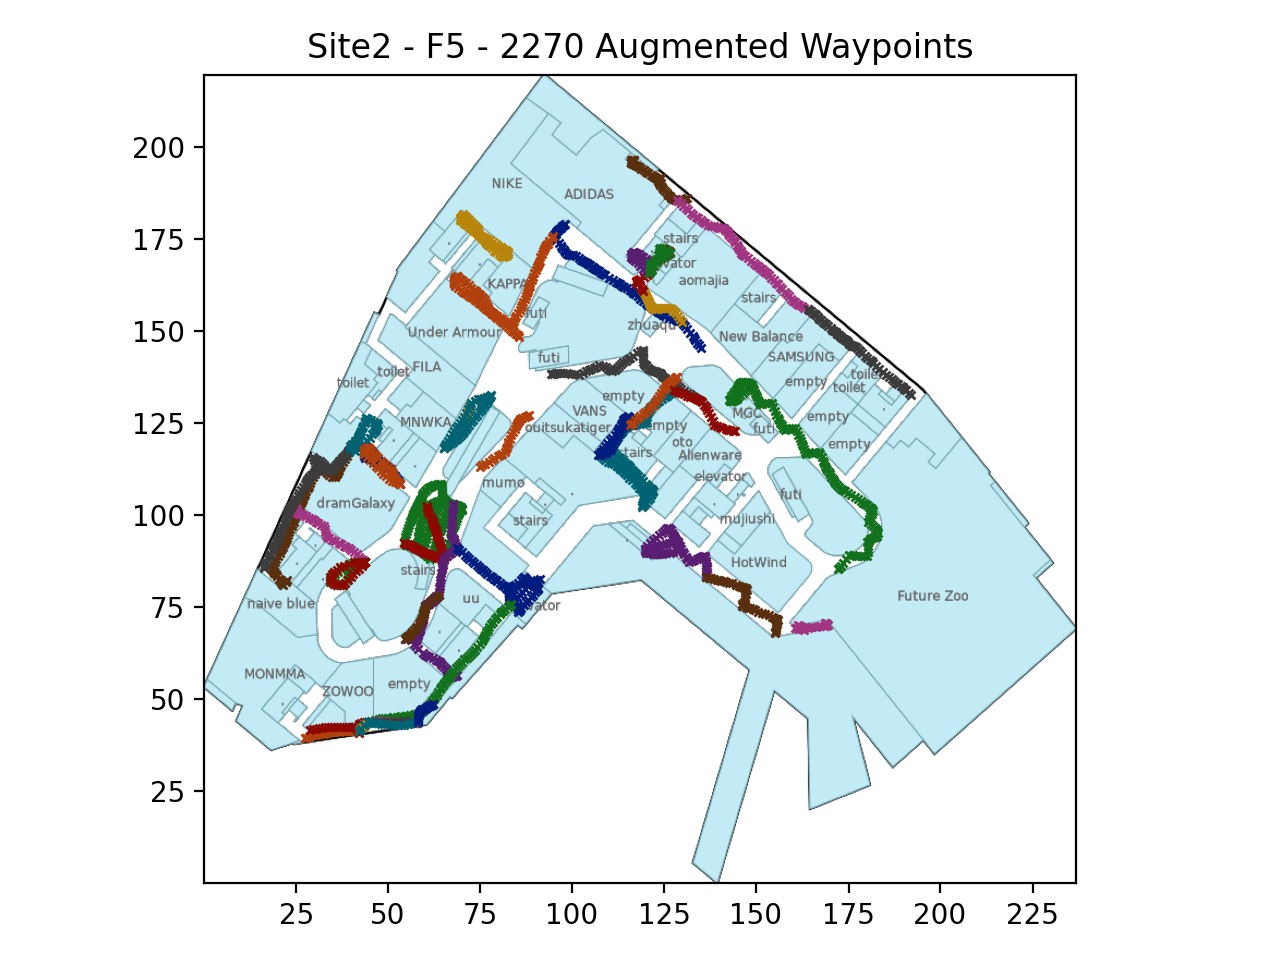 Site2 - F5 - 2270 Augmented Waypoints
200
175
150
125
100
75
50
25
25 50 75 100 125 150 175 200 225
NIKE
ADIDAS
stairs
vator
aomajia
KAPPA
stairs
futi
zhuaqu
Under Armour
New Balance
futi
SAMSUNG
toilet
FILA
toilet
empty
toilet
toilet
empty
VANS
MGC
empty
MNWKA
ouitsukatiger
empty
futi
oto
empty
stairs
Alienware
elevator
mumo
futi
dramGalaxy
stairs
mujiushi
HotWind
stairs
naive blue
uu
vator
Future Zoo
MONMMA
empty
ZOWOO